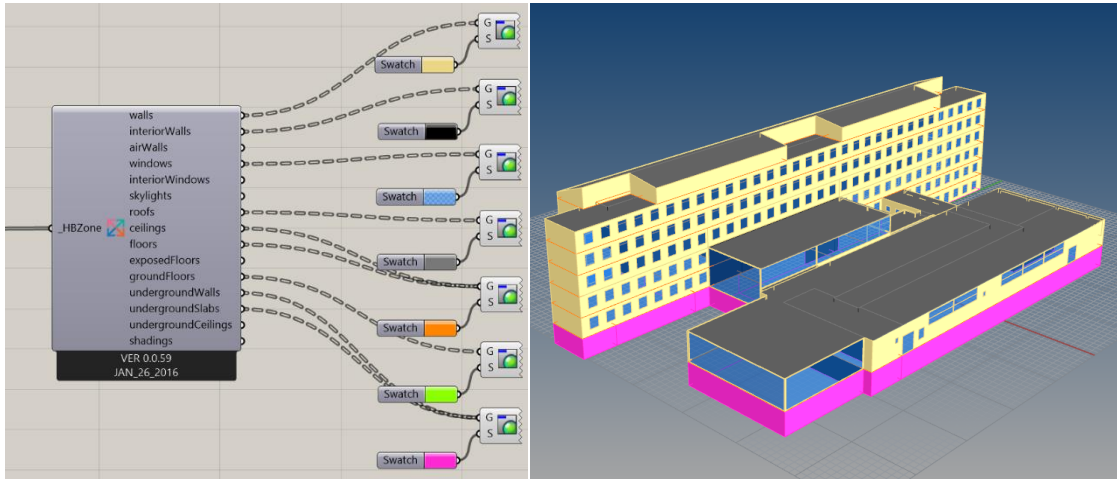 G
S
Swatch
walls
interiorWalls
airWalls
windows
interiorWindows
skylights
roofs
_HBZone
ceilings
floors
exposedFloors
groundFloors
undergroundWalls
undergroundSlabs
undergroundCeilings
shadings
VER 0.0.59
JAN_26_2016
G
S
Swatch
G
S
Swatch
G
S
Swatch
G
S
Swatch
G
S
Swatch
G
S
Swatch